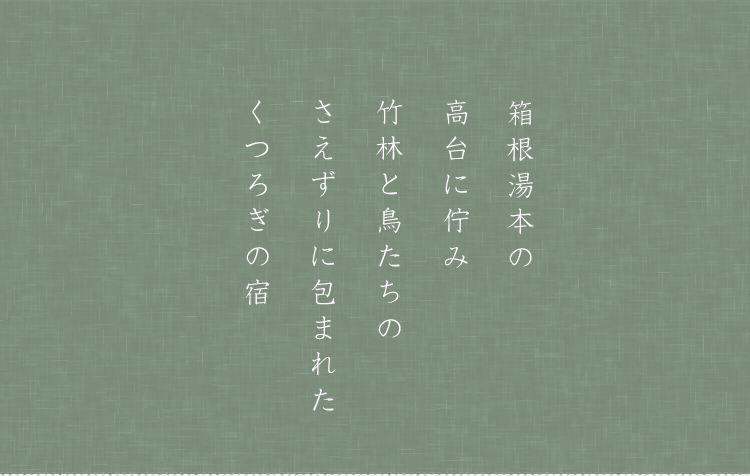 箱根湯本の
高台に佇み
竹林と鳥たちの
さえずりに包まれた
くつろぎの宿